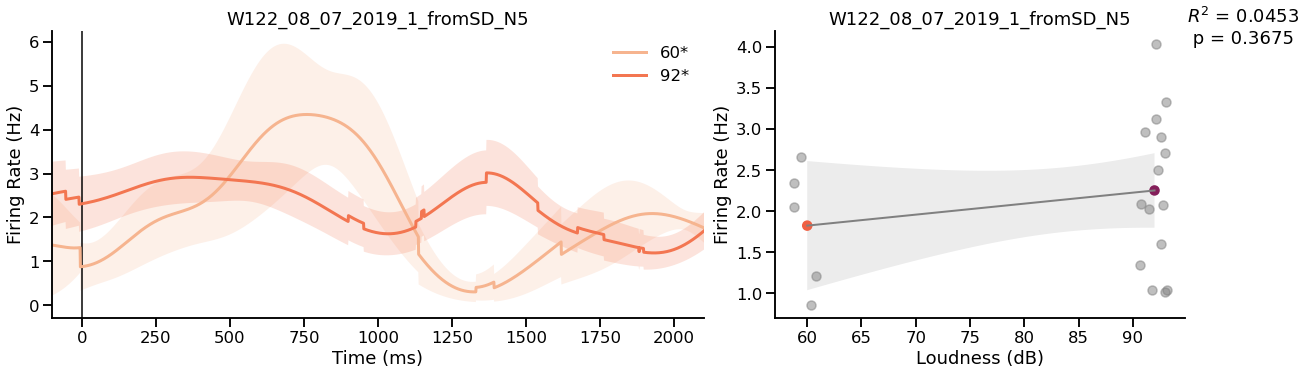 W122_08_07_2019_1_fromSD_N5
60*
92*
Firing Rate (Hz)
6
5
4
3
2
1
0
0 250 500 750 1000 1250 1500 1750 2000
Time (ms)
W122_08_07_2019_1_fromSD_N5
R² = 0.0453
p = 0.3675
Firing Rate (Hz)
4.0
3.5
3.0
2.5
2.0
1.5
1.0
60 65 70 75 80 85 90
Loudness (dB)